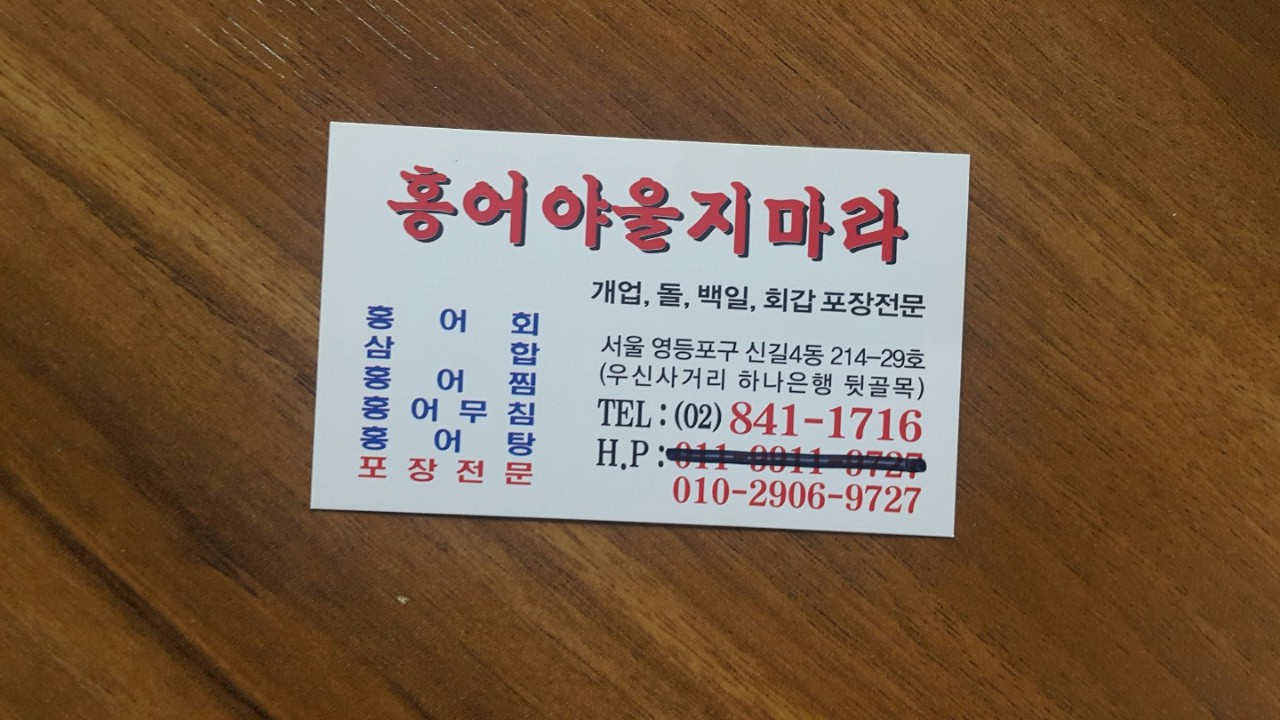 홍어야울지마라
개업, 돌, 백일, 회갑 포장전문
홍어회
삼합
홍어찜
홍어무침
홍어탕
포장전문
서울 영등포구 신길4동 214-29호
(우신사거리 하나은행 뒷골목)
TEL : (02) 841-1716
H.P :
010-2906-9727